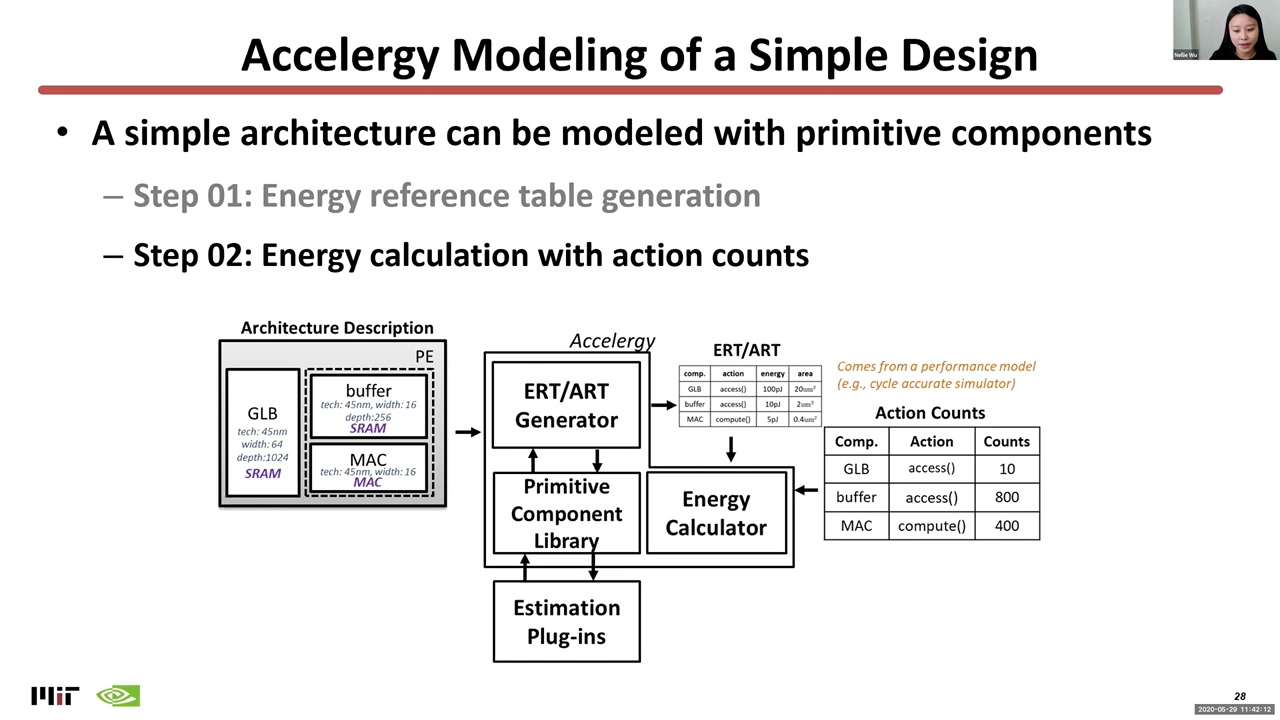 Accelergy Modeling of a Simple Design
Nellie Wu
• A simple architecture can be modeled with primitive components
– Step 01: Energy reference table generation
– Step 02: Energy calculation with action counts
Architecture Description
PE
GLB
tech: 45nm
width: 64
depth:1024
SRAM
buffer
tech: 45nm, width: 16
depth:256
SRAM
MAC
tech: 45nm, width: 16
MAC
Accelergy
ERT/ART
Generator
Primitive
Component
Library
Energy
Calculator
Estimation
Plug-ins
ERT/ART
comp. action energy area
GLB access() 100pJ 20um²
buffer access() 10pJ 2um²
MAC compute() 5pJ 0.4um²
Comes from a performance model
(e.g., cycle accurate simulator)
Action Counts
Comp. Action Counts
GLB access() 10
buffer access() 800
MAC compute() 400
MIT
28
2020-05-29 11:42:12